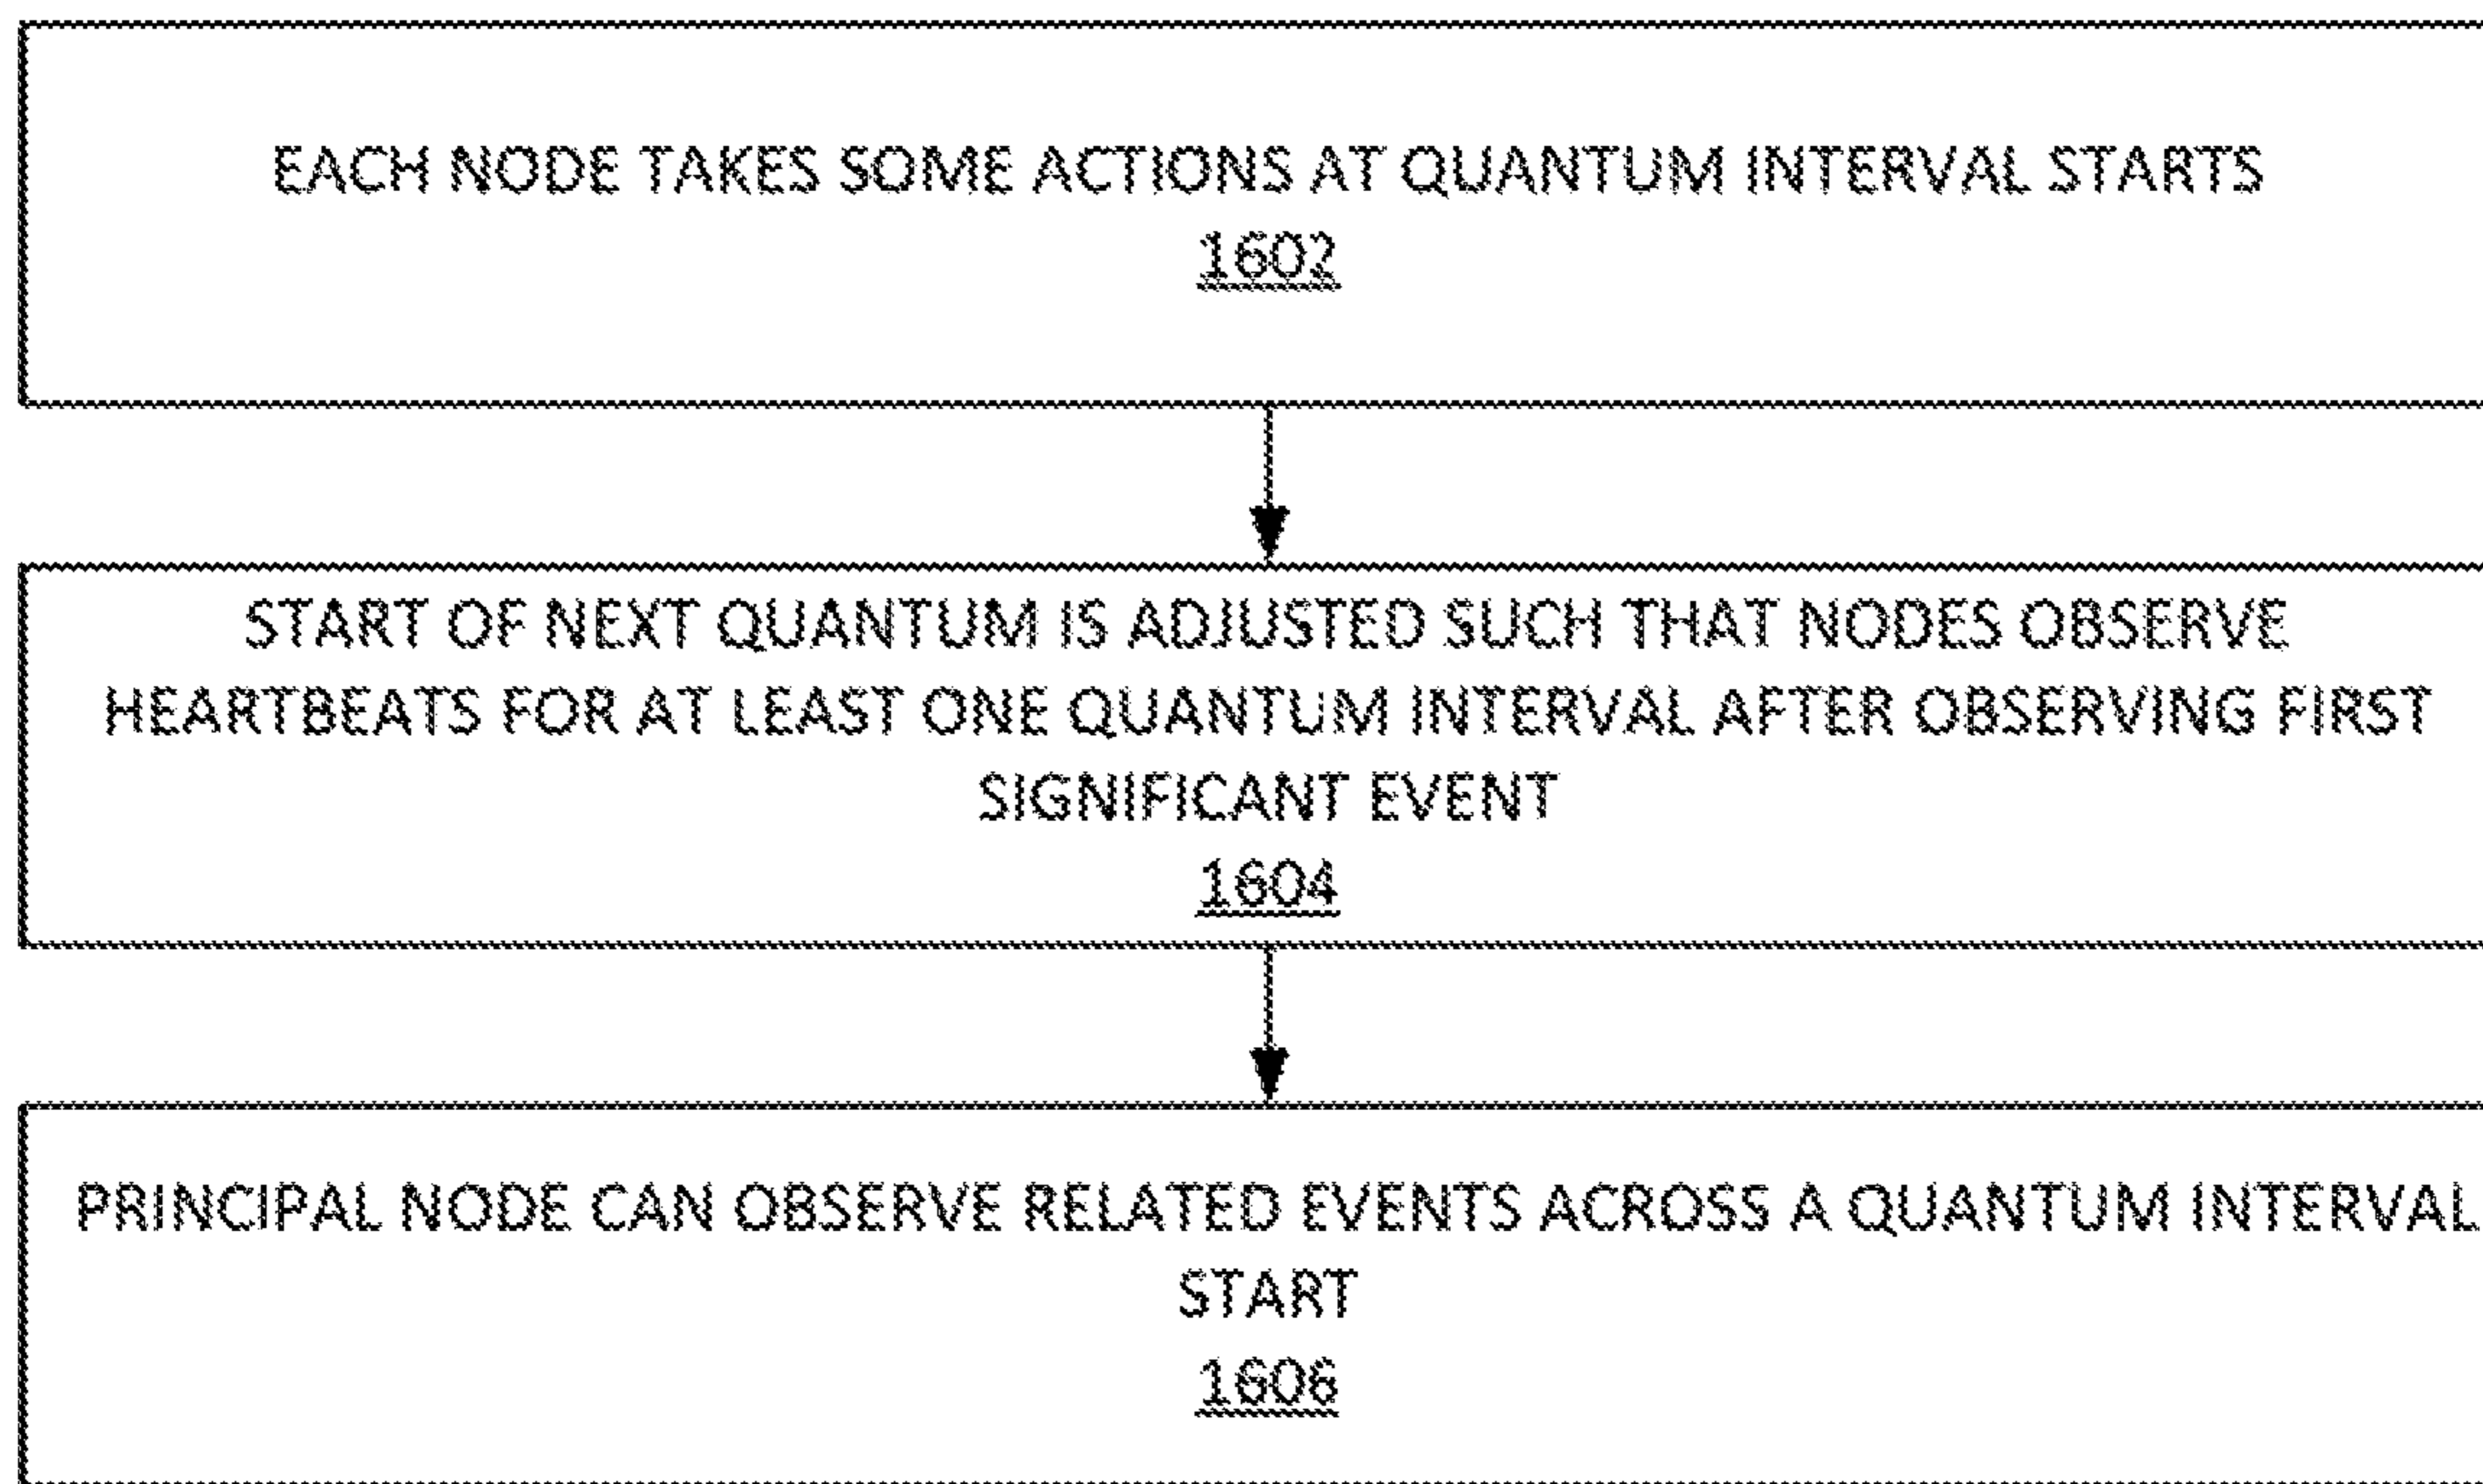 EACH NODE TAKES SOME ACTIONS AT QUANTUM INTERVAL STARTS
1602
START OF NEXT QUANTUM IS ADJUSTED SUCH THAT NODES OBSERVE
HEARTBEATS FOR AT LEAST ONE QUANTUM INTERVAL AFTER OBSERVING FIRST
SIGNIFICANT EVENT
1604
PRINCIPAL NODE CAN OBSERVE RELATED EVENTS ACROSS A QUANTUM INTERVAL
START
1606